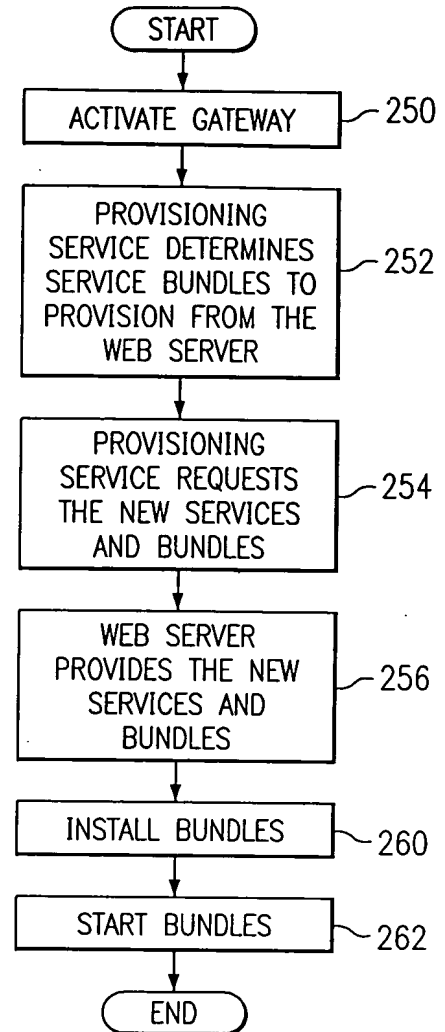 START
ACTIVATE GATEWAY
250
PROVISIONING
SERVICE DETERMINES
SERVICE BUNDLES TO
PROVISION FROM THE
WEB SERVER
252
PROVISIONING
SERVICE REQUESTS
THE NEW SERVICES
AND BUNDLES
254
WEB SERVER
PROVIDES THE NEW
SERVICES AND
BUNDLES
256
INSTALL BUNDLES
260
START BUNDLES
262
END